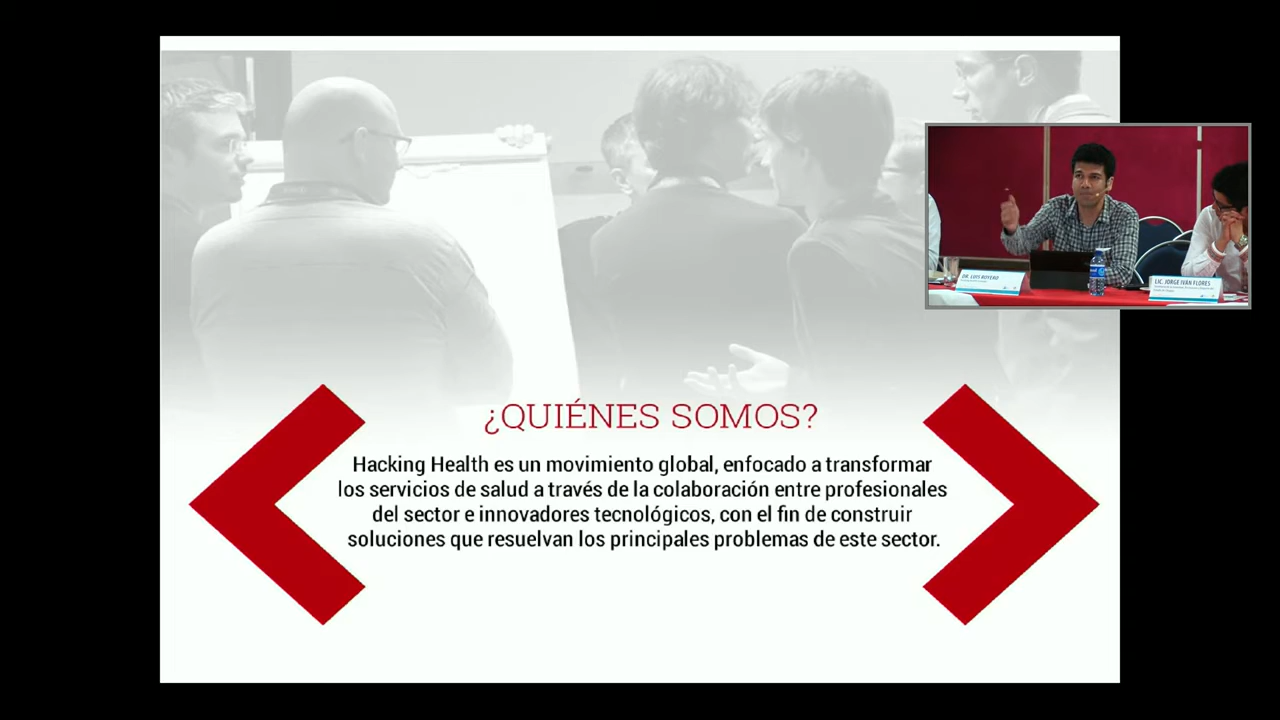 ¿QUIÉNES SOMOS?
Hacking Health es un movimiento global, enfocado a transformar
los servicios de salud a través de la colaboración entre profesionales
del sector e innovadores tecnológicos, con el fin de construir
soluciones que resuelvan los principales problemas de este sector.
DR. LUIS ROVERO
LIC. JORGE IVÁN FLORES